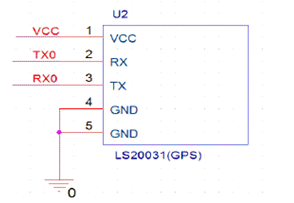 U2
VCC 1 VCC
TX0 2 RX
RX0 3 TX
4 GND
5 GND
LS20031(GPS)
0